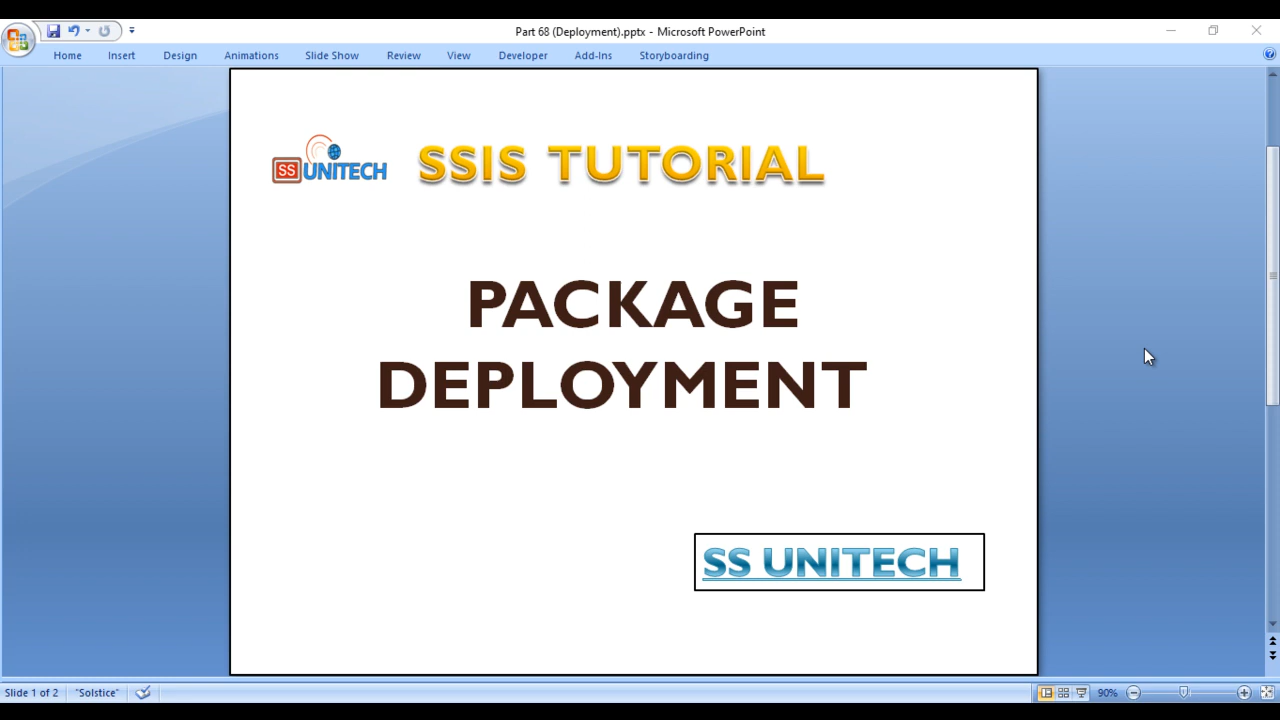 Part 68 (Deployment).pptx - Microsoft PowerPoint
Home Insert Design Animations Slide Show Review View Developer Add-Ins Storyboarding
SS UNITECH
SSIS TUTORIAL
PACKAGE
DEPLOYMENT
SS UNITECH
Slide 1 of 2 "Solstice" 90%